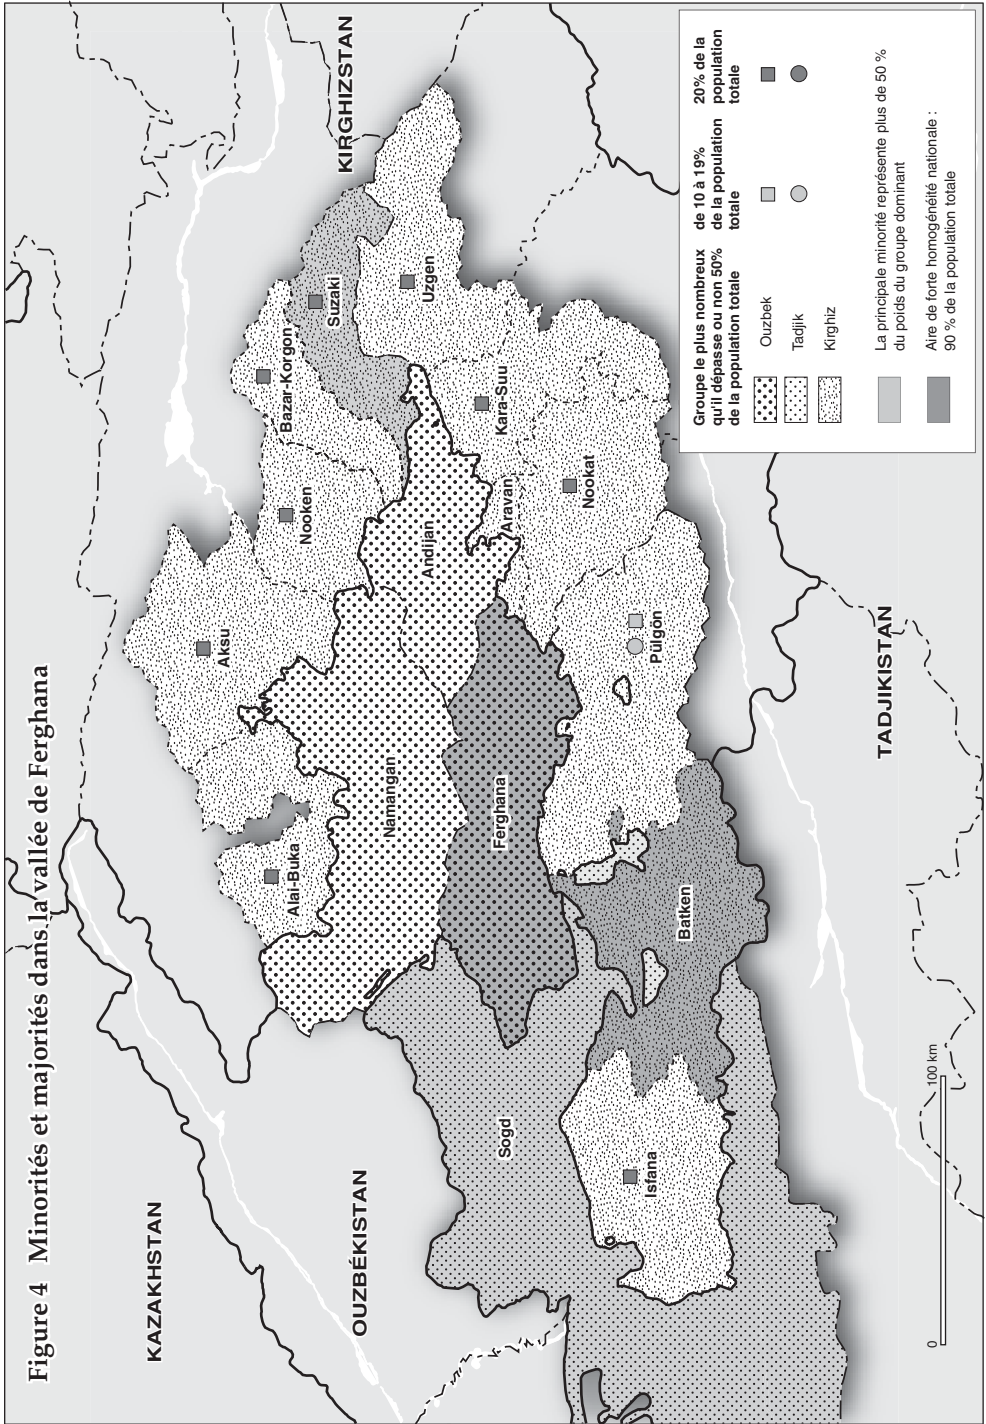 Figure 4 Minorités et majorités dans la vallée de Ferghana
KAZAKHSTAN
OUZBÉKISTAN
KIRGHIZSTAN
TADJIKISTAN
Alal-Buka
Aksu
Nooken
Bazar-Korgon
Suzaki
Uzgen
Kara-Suu
Aravan
Nookat
Andijan
Namangan
Ferghana
Pülgon
Batken
Sogd
Isfana
0
100 km
Groupe le plus nombreux
qu'il dépasse ou non 50%
de la population totale
de 10 à 19%
de la population
totale
20% de la
population
totale
Ouzbek
Tadjik
Kirghiz
La principale minorité représente plus de 50 %
du poids du groupe dominant
Aire de forte homogénéité nationale :
90 % de la population totale